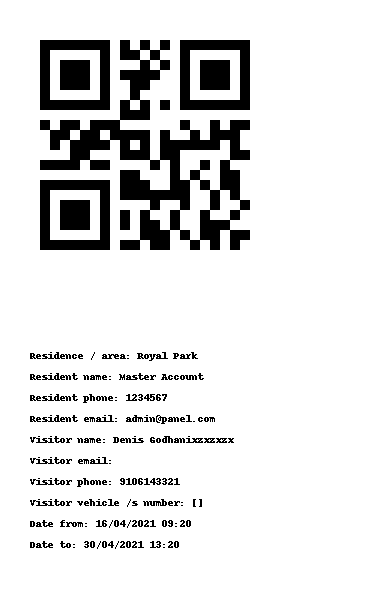 Residence / area: Royal Park
Resident name: Master Account
Resident phone: 1234567
Resident email: admin@panel.com
Visitor name: Denis Godhanixzxzxzx
Visitor email:
Visitor phone: 9106143321
Visitor vehicle /s number: []
Date from: 16/04/2021 09:20
Date to: 30/04/2021 13:20